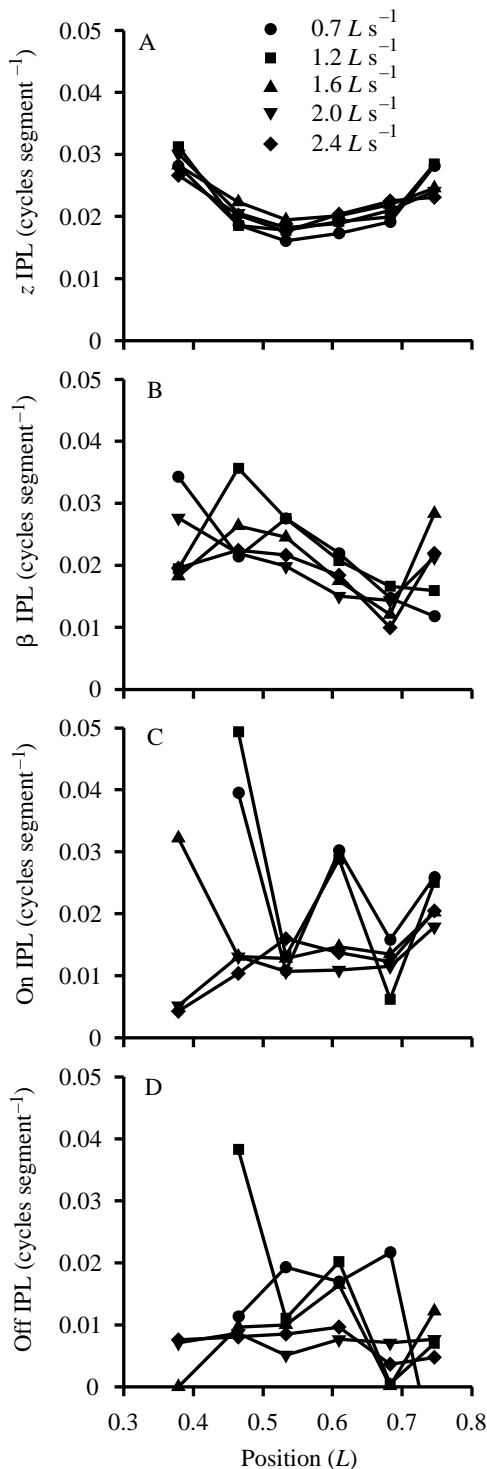 0.05
A
0.7 L s⁻¹
1.2 L s⁻¹
1.6 L s⁻¹
2.0 L s⁻¹
2.4 L s⁻¹
0.04
0.03
0.02
0.01
0
z IPL (cycles segment⁻¹)
0.05
B
0.04
0.03
0.02
0.01
0
β IPL (cycles segment⁻¹)
0.05
C
0.04
0.03
0.02
0.01
0
On IPL (cycles segment⁻¹)
0.05
D
0.04
0.03
0.02
0.01
0
Off IPL (cycles segment⁻¹)
0.3 0.4 0.5 0.6 0.7 0.8
Position (L)